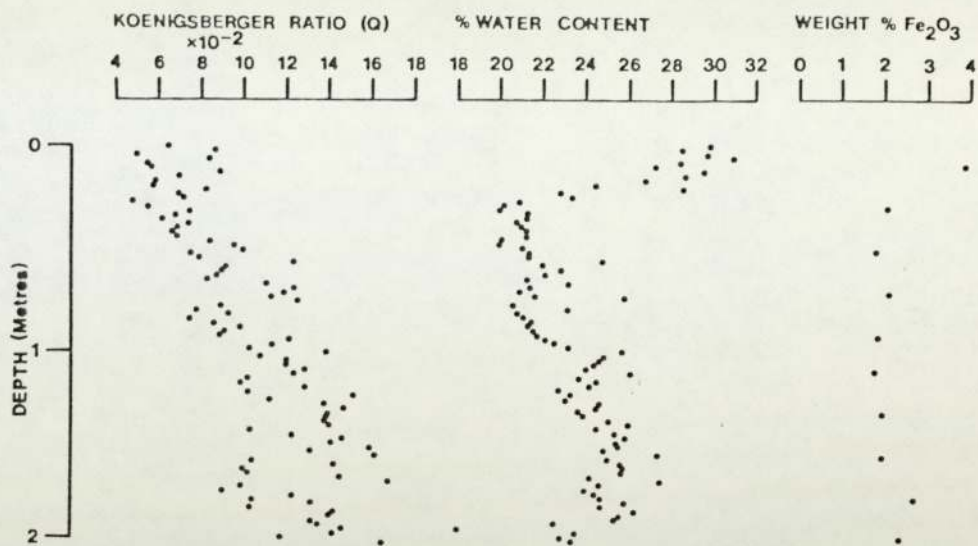 KOENIGSBERGER RATIO (Q) % WATER CONTENT WEIGHT % Fe₂O₃
×10⁻²
4 6 8 10 12 14 16 18 18 20 22 24 26 28 30 32 0 1 2 3 4
0
1
2
DEPTH (Metres)